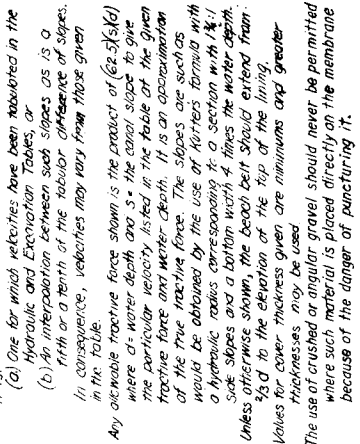 (a) One for which velocities have been tabulated in the
Hydraulic and Excavation Tables, or
(b) An interpolation between such slopes as is a
fifth or a tenth of the tabular difference of slopes.
In consequence, velocities may vary from those given
in the table.
Any allowable tractive force shown is the product of (62.5)(s)(d)
where d = water depth and s = the canal slope to give
the particular velocity listed in the table at the given
tractive force and water depth. It is an approximation
of the true tractive force. The slopes are such as
would be obtained by the use of Kutters formula with
a hydraulic radius corresponding to a section with 1¾:1
side slopes and a bottom width 4 times the water depth.
Unless otherwise shown, the beach belt should extend from
⅔ d to the elevation of the top of the lining.
Values for cover thickness given are minimums and greater
thicknesses may be used.
The use of crushed or angular gravel should never be permitted
where such material is placed directly on the membrane
because of the danger of puncturing it.